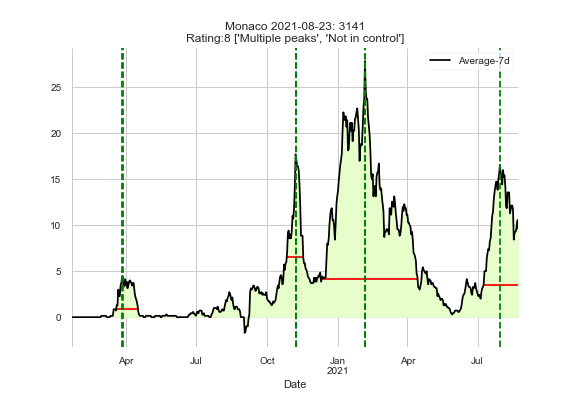 Monaco 2021-08-23: 3141
Rating:8 ['Multiple peaks', 'Not in control']
Average-7d
25
20
15
10
5
0
Apr Jul Oct Jan Apr Jul
2021
Date